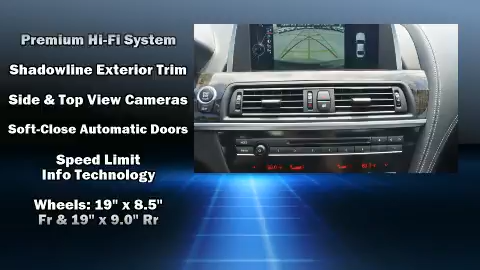 Premium Hi-Fi System
Shadowline Exterior Trim
Side & Top View Cameras
Soft-Close Automatic Doors
Speed Limit
Info Technology
Wheels: 19" x 8.5"
Fr & 19" x 9.0" Rr